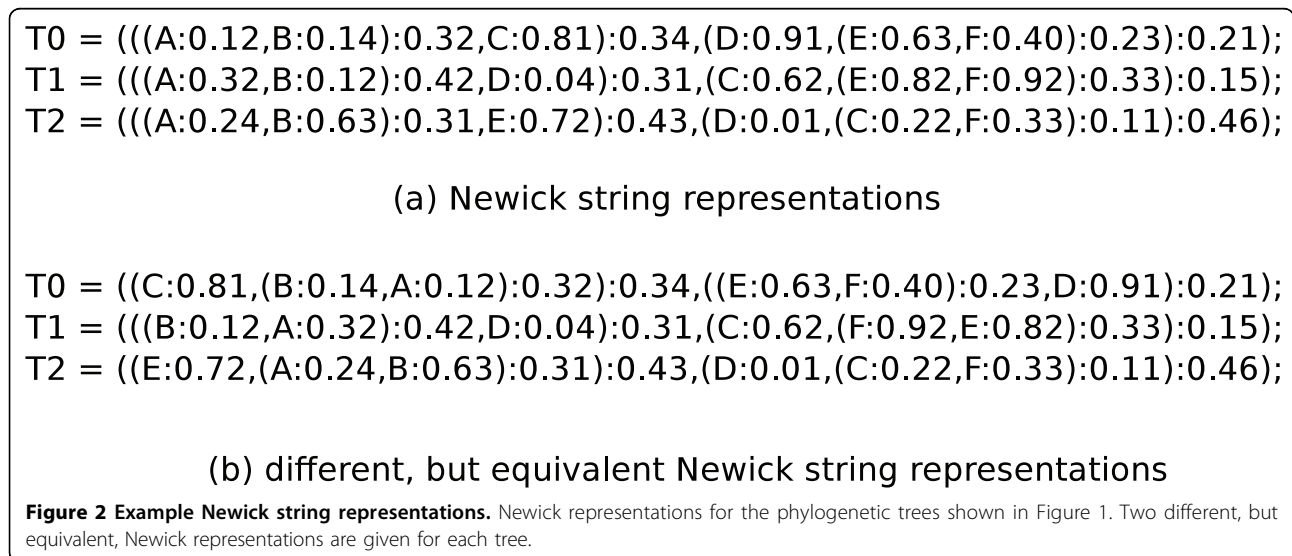 T0 = (((A:0.12,B:0.14):0.32,C:0.81):0.34,(D:0.91,(E:0.63,F:0.40):0.23):0.21);
T1 = (((A:0.32,B:0.12):0.42,D:0.04):0.31,(C:0.62,(E:0.82,F:0.92):0.33):0.15);
T2 = (((A:0.24,B:0.63):0.31,E:0.72):0.43,(D:0.01,(C:0.22,F:0.33):0.11):0.46);
(a) Newick string representations
T0 = ((C:0.81,(B:0.14,A:0.12):0.32):0.34,((E:0.63,F:0.40):0.23,D:0.91):0.21);
T1 = (((B:0.12,A:0.32):0.42,D:0.04):0.31,(C:0.62,(F:0.92,E:0.82):0.33):0.15);
T2 = ((E:0.72,(A:0.24,B:0.63):0.31):0.43,(D:0.01,(C:0.22,F:0.33):0.11):0.46);
(b) different, but equivalent Newick string representations
Figure 2 Example Newick string representations. Newick representations for the phylogenetic trees shown in Figure 1. Two different, but
equivalent, Newick representations are given for each tree.